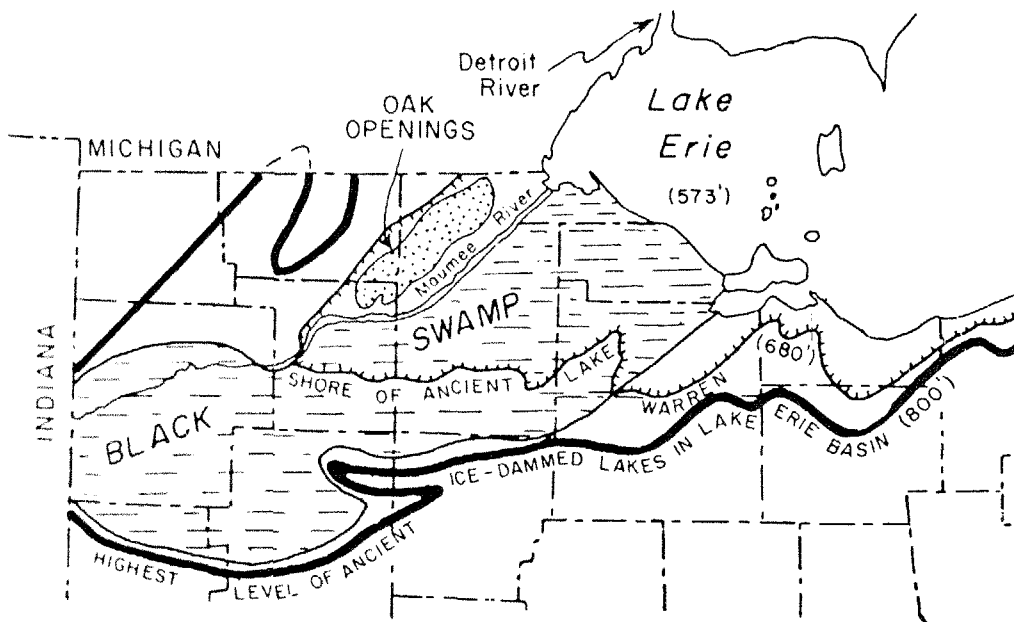 Detroit
River
Lake
Erie
(573')
OAK
OPENINGS
MICHIGAN
Maumee River
SWAMP
INDIANA
SHORE OF ANCIENT LAKE WARREN (680')
BLACK
HIGHEST LEVEL OF ANCIENT ICE-DAMMED LAKES IN LAKE ERIE BASIN (800')